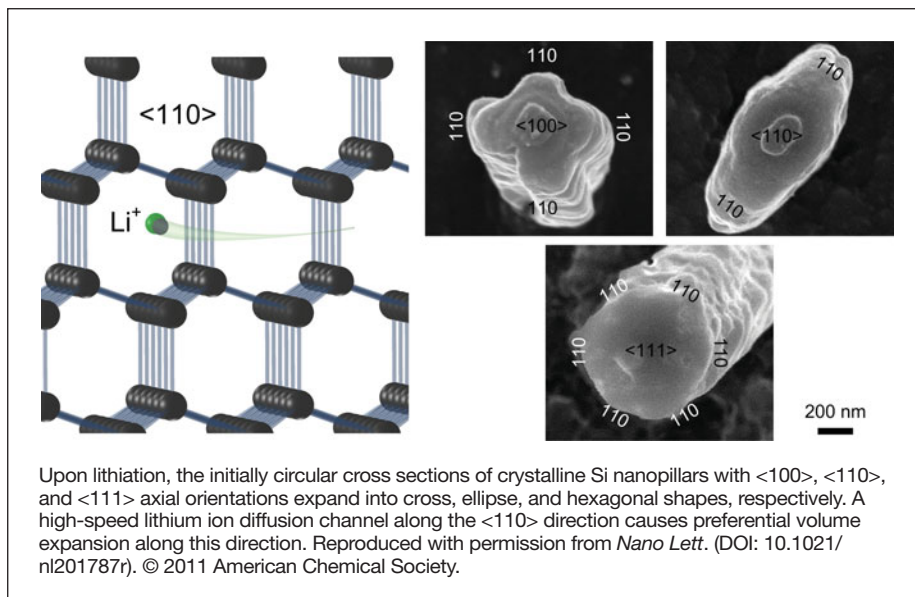 <110>
Li+
110
110
<100>
110
110
110
<110>
110
110
110
110
<111>
110
110
110
200 nm
Upon lithiation, the initially circular cross sections of crystalline Si nanopillars with <100>, <110>,
and <111> axial orientations expand into cross, ellipse, and hexagonal shapes, respectively. A
high-speed lithium ion diffusion channel along the <110> direction causes preferential volume
expansion along this direction. Reproduced with permission from Nano Lett. (DOI: 10.1021/
nl201787r). © 2011 American Chemical Society.